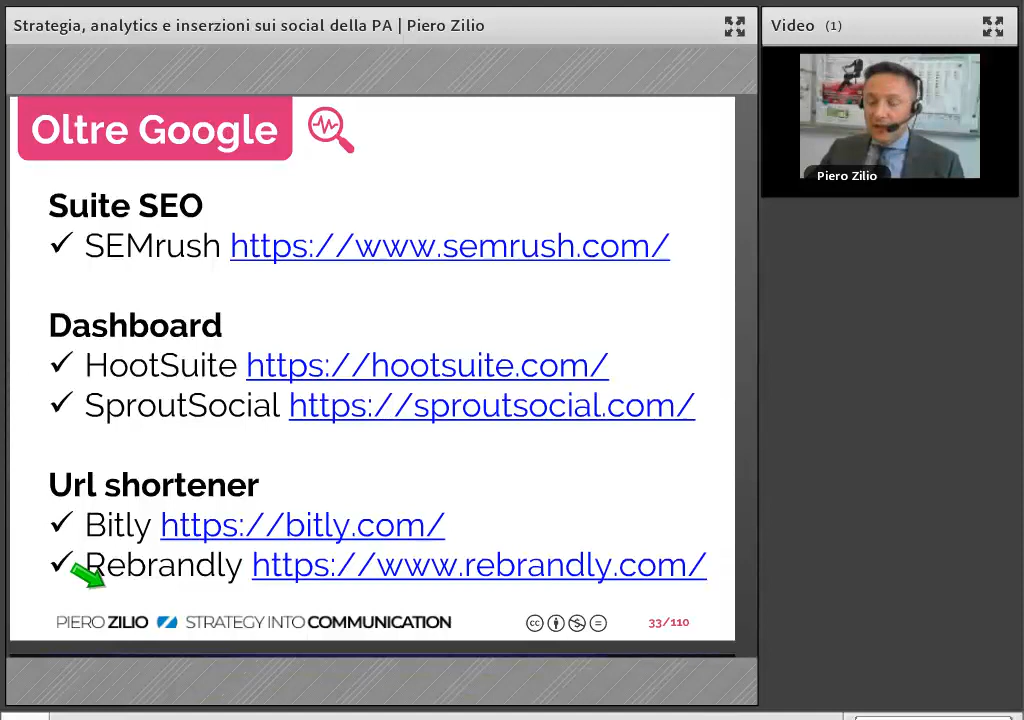 Strategia, analytics e inserzioni sui social della PA | Piero Zilio
Video (1)
Piero Zilio
Oltre Google
Suite SEO
✓ SEMrush https://www.semrush.com/
Dashboard
✓ HootSuite https://hootsuite.com/
✓ SproutSocial https://sproutsocial.com/
Url shortener
✓ Bitly https://bitly.com/
✓ Rebrandly https://www.rebrandly.com/
PIERO ZILIO STRATEGY INTO COMMUNICATION
cc
33/110